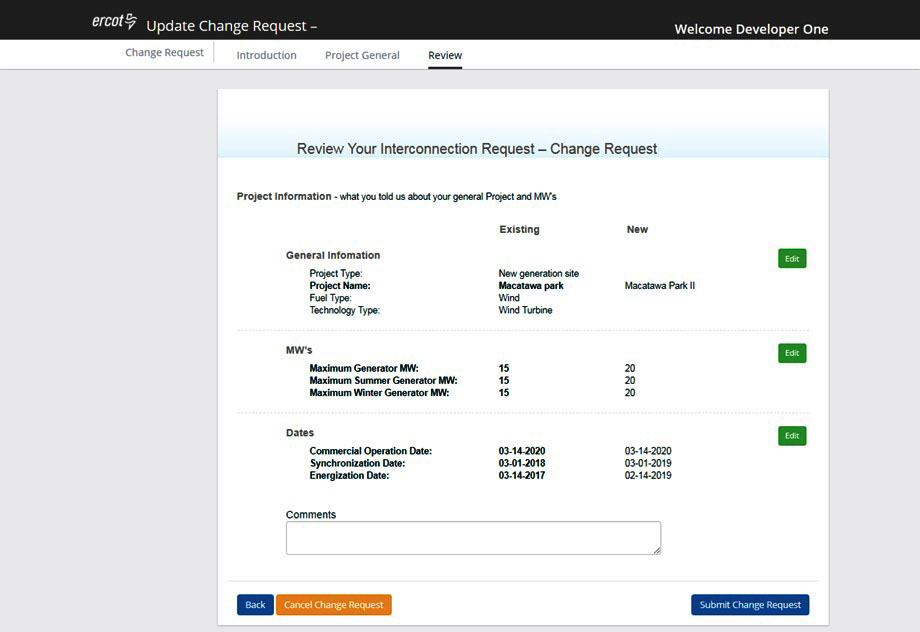 ercot Update Change Request –
Welcome Developer One
Change Request Introduction Project General Review
Review Your Interconnection Request – Change Request
Project Information - what you told us about your general Project and MW's
Existing New
General Infomation Edit
Project Type: New generation site
Project Name: Macatawa park Macatawa Park II
Fuel Type: Wind
Technology Type: Wind Turbine
MW's Edit
Maximum Generator MW: 15 20
Maximum Summer Generator MW: 15 20
Maximum Winter Generator MW: 15 20
Dates Edit
Commercial Operation Date: 03-14-2020 03-14-2020
Synchronization Date: 03-01-2018 03-01-2019
Energization Date: 03-14-2017 02-14-2019
Comments
Back Cancel Change Request Submit Change Request